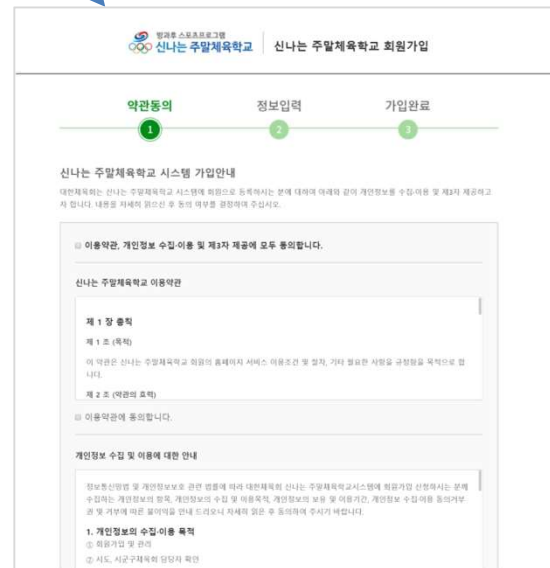 방과후 스포츠프로그램
신나는 주말체육학교
신나는 주말체육학교 회원가입
약관동의 정보입력 가입완료
1 2 3
신나는 주말체육학교 시스템 가입안내
대한체육회는 신나는 주말체육학교 시스템에 회원으로 등록하시는 분에 대하여 아래와 같이 개인정보를 수집·이용 및 제3자 제공하고
자 합니다. 내용을 자세히 읽으신 후 동의 여부를 결정하여 주십시오.
이용약관, 개인정보 수집·이용 및 제3자 제공에 모두 동의합니다.
신나는 주말체육학교 이용약관
제 1 장 총칙
제 1 조 (목적)
이 약관은 신나는 주말체육학교 회원의 홈페이지 서비스 이용조건 및 절차, 기타 필요한 사항을 규정함을 목적으로 합
니다.
제 2 조 (약관의 효력)
이용약관에 동의합니다.
개인정보 수집 및 이용에 대한 안내
정보통신망법 및 개인정보보호 관련 법률에 따라 대한체육회 신나는 주말체육학교시스템에 회원가입 신청하시는 분께
수집하는 개인정보의 항목, 개인정보의 수집 및 이용목적, 개인정보의 보유 및 이용기간, 개인정보 수집·이용 동의거부
권 및 거부에 따른 불이익을 안내 드리오니 자세히 읽은 후 동의하여 주시기 바랍니다.
1. 개인정보의 수집·이용 목적
① 회원가입 및 관리
② 시도, 시군구체육회 담당자 확인